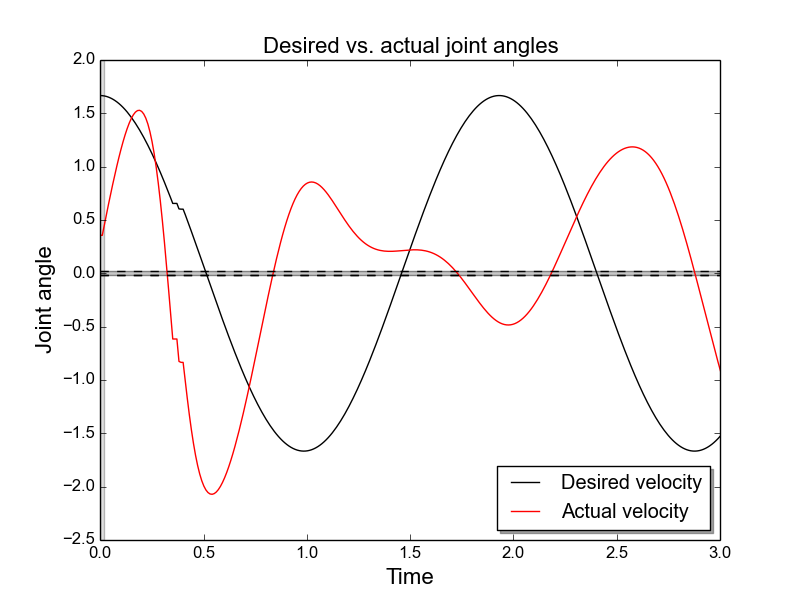 Desired vs. actual joint angles
2.0
1.5
1.0
0.5
0.0
−0.5
−1.0
−1.5
−2.0
−2.5
Joint angle
0.0 0.5 1.0 1.5 2.0 2.5 3.0
Time
Desired velocity
Actual velocity